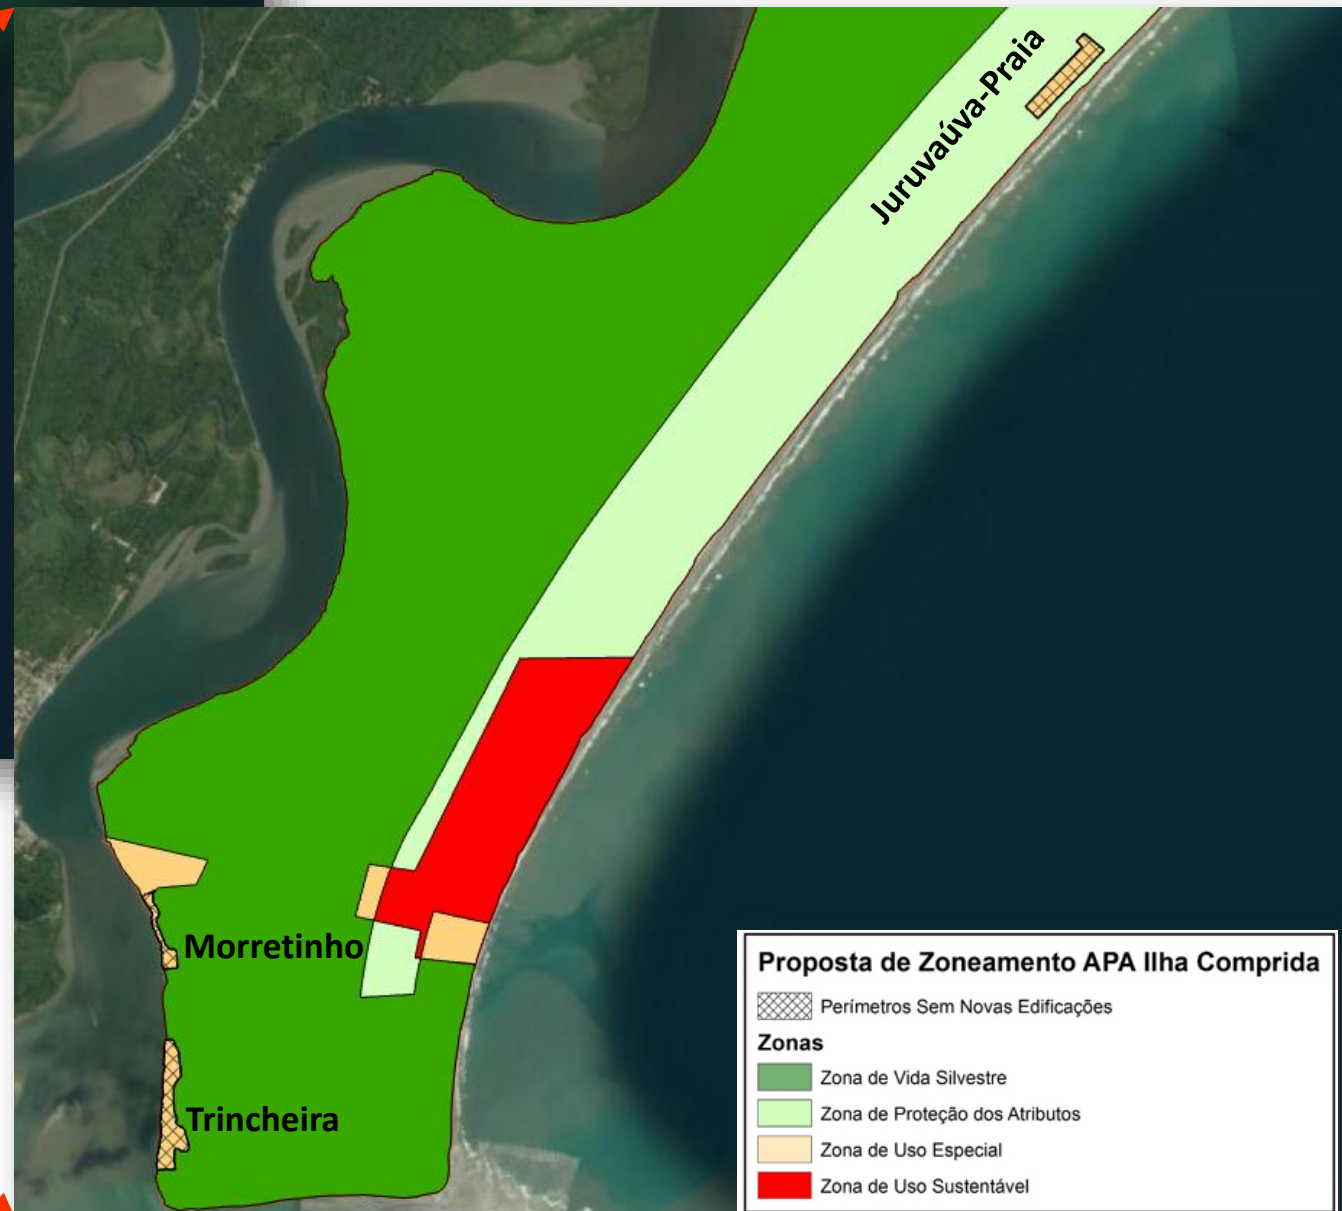 Juruvaúva-Praia
Morretinho
Trincheira
Proposta de Zoneamento APA Ilha Comprida
Perímetros Sem Novas Edificações
Zonas
Zona de Vida Silvestre
Zona de Proteção dos Atributos
Zona de Uso Especial
Zona de Uso Sustentável